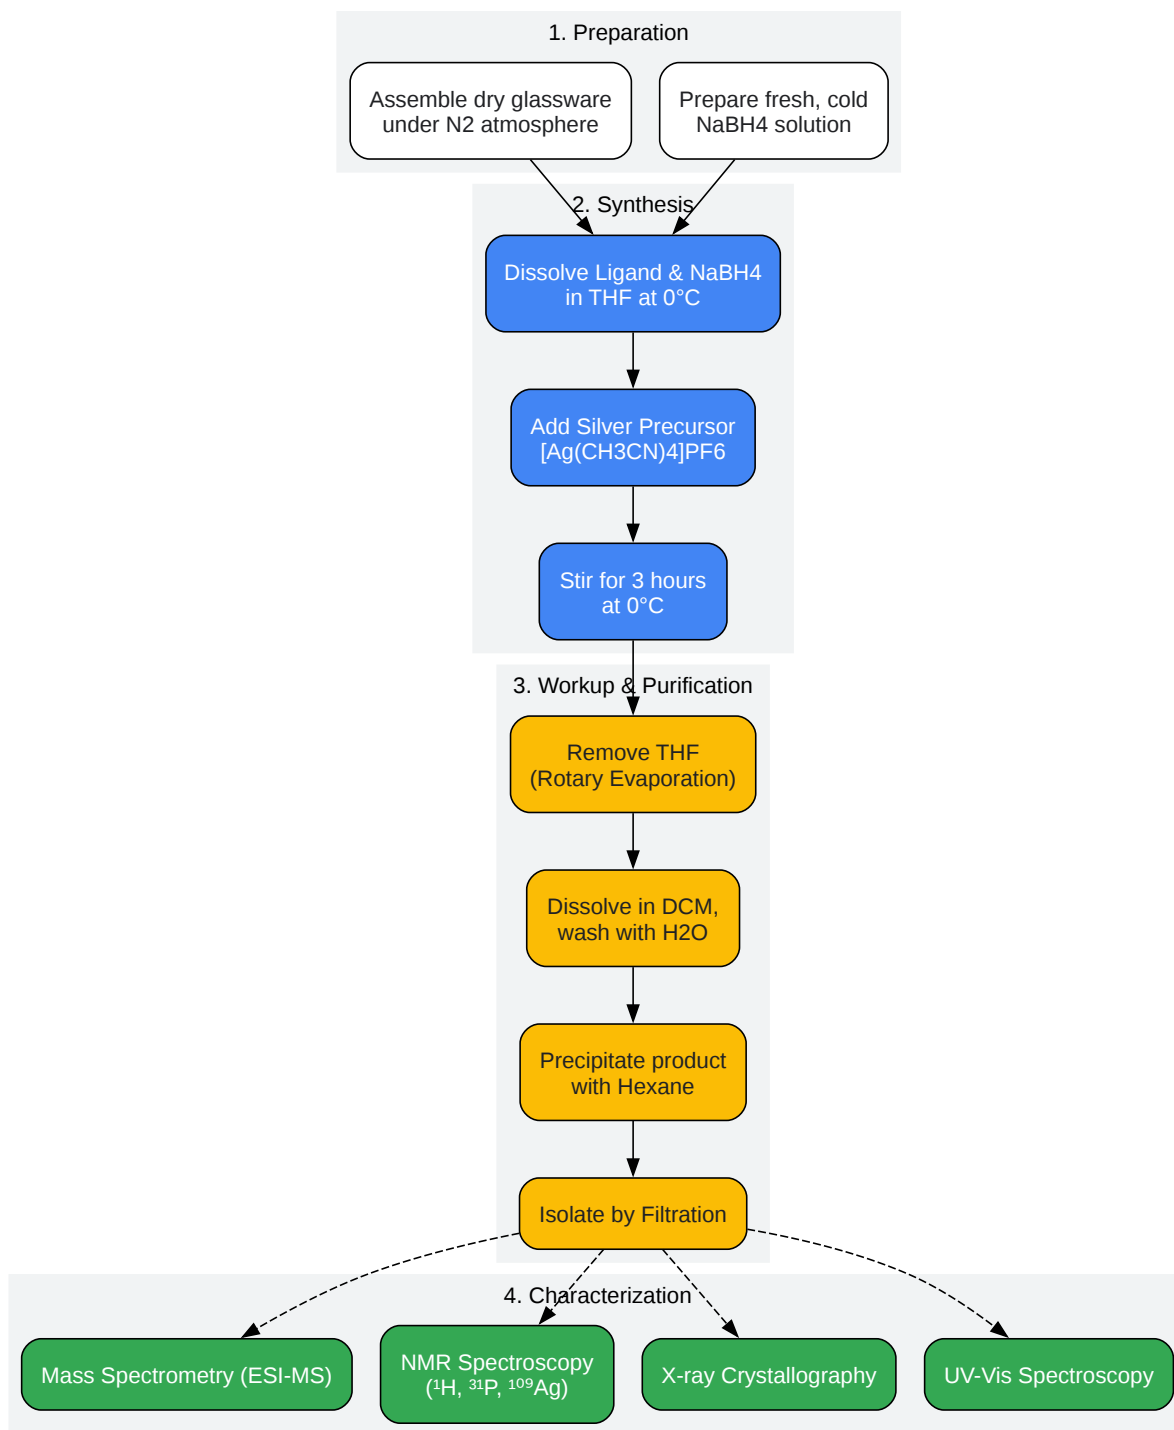 1. Preparation
Assemble dry glassware
under N2 atmosphere
Prepare fresh, cold
NaBH4 solution
2. Synthesis
Dissolve Ligand & NaBH4
in THF at 0°C
Add Silver Precursor
[Ag(CH3CN)4]PF6
Stir for 3 hours
at 0°C
3. Workup & Purification
Remove THF
(Rotary Evaporation)
Dissolve in DCM,
wash with H2O
Precipitate product
with Hexane
Isolate by Filtration
4. Characterization
Mass Spectrometry (ESI-MS)
NMR Spectroscopy
(¹H, ³¹P, ¹⁰⁹Ag)
X-ray Crystallography
UV-Vis Spectroscopy